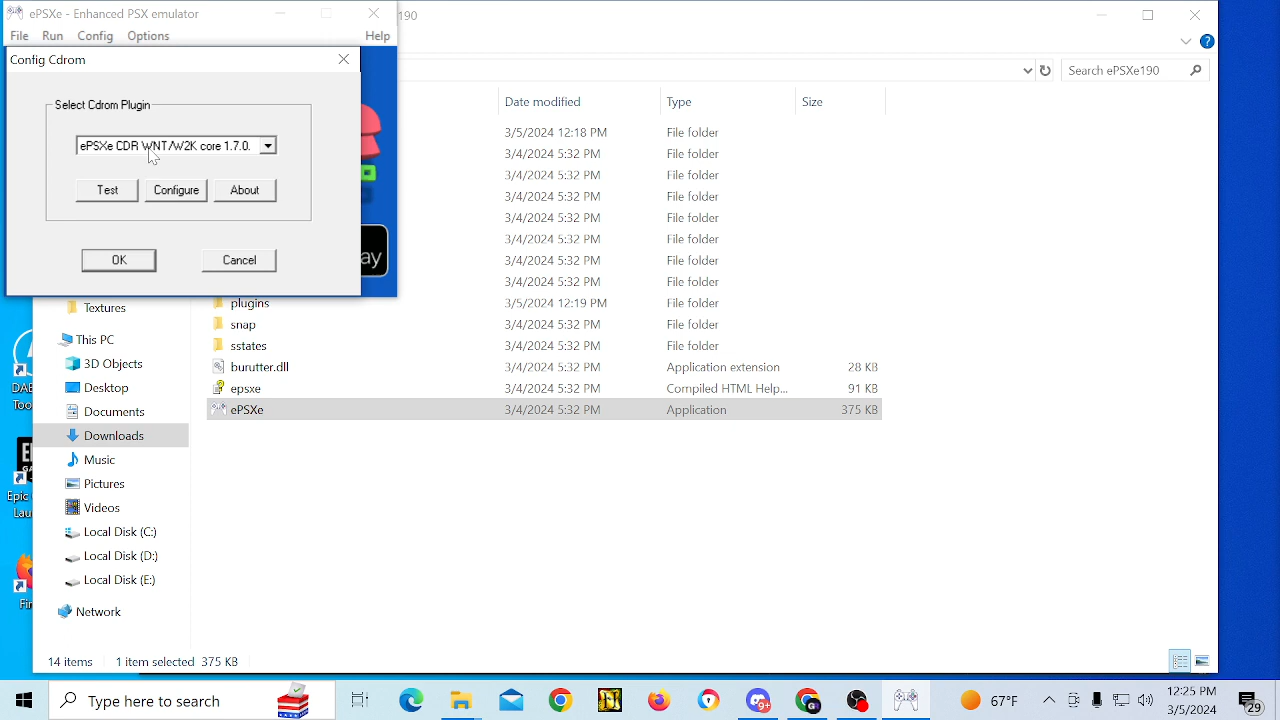 ePSXe - Enhanced PSX emulator
190
File Run Config Options Help
Config Cdrom
Search ePSXe190
Select Cdrom Plugin
ePSXe CDR WNT/W2K core 1.7.0.
Test Configure About
OK Cancel
ay
Date modified Type Size
3/5/2024 12:18 PM File folder
3/4/2024 5:32 PM File folder
3/4/2024 5:32 PM File folder
3/4/2024 5:32 PM File folder
3/4/2024 5:32 PM File folder
3/4/2024 5:32 PM File folder
3/4/2024 5:32 PM File folder
3/4/2024 5:32 PM File folder
plugins 3/5/2024 12:19 PM File folder
snap 3/4/2024 5:32 PM File folder
sstates 3/4/2024 5:32 PM File folder
burutter.dll 3/4/2024 5:32 PM Application extension 28 KB
epsxe 3/4/2024 5:32 PM Compiled HTML Help... 91 KB
ePSXe 3/4/2024 5:32 PM Application 375 KB
Textures
This PC
3D Objects
Desktop
Documents
Downloads
Music
Pictures
Videos
Local Disk (C:)
Local Disk (D:)
Local Disk (E:)
Network
DAE
Too
Epic
Lau
Fir
14 items 1 item selected 375 KB
Type here to search
9+
67°F
12:25 PM
3/5/2024
29